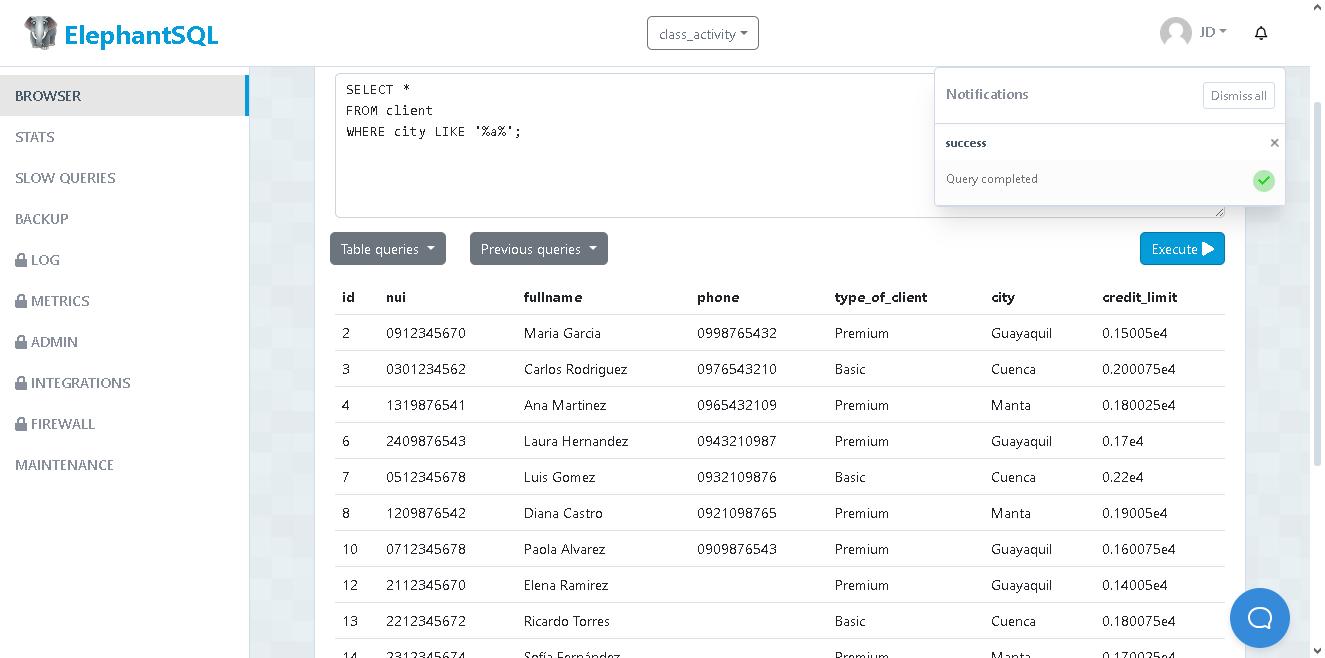 ElephantSQL
class_activity
JD
BROWSER
STATS
SLOW QUERIES
BACKUP
LOG
METRICS
ADMIN
INTEGRATIONS
FIREWALL
MAINTENANCE
SELECT *
FROM client
WHERE city LIKE '%a%';
Notifications Dismiss all
success ×
Query completed
Table queries Previous queries Execute
id nui fullname phone type_of_client city credit_limit
2 0912345670 Maria Garcia 0998765432 Premium Guayaquil 0.15005e4
3 0301234562 Carlos Rodriguez 0976543210 Basic Cuenca 0.200075e4
4 1319876541 Ana Martinez 0965432109 Premium Manta 0.180025e4
6 2409876543 Laura Hernandez 0943210987 Premium Guayaquil 0.17e4
7 0512345678 Luis Gomez 0932109876 Basic Cuenca 0.22e4
8 1209876542 Diana Castro 0921098765 Premium Manta 0.19005e4
10 0712345678 Paola Alvarez 0909876543 Premium Guayaquil 0.160075e4
12 2112345670 Elena Ramirez Premium Guayaquil 0.14005e4
13 2212345672 Ricardo Torres Basic Cuenca 0.180075e4
14 2312345674 Sofía Fernández Premium Manta 0.170025e4